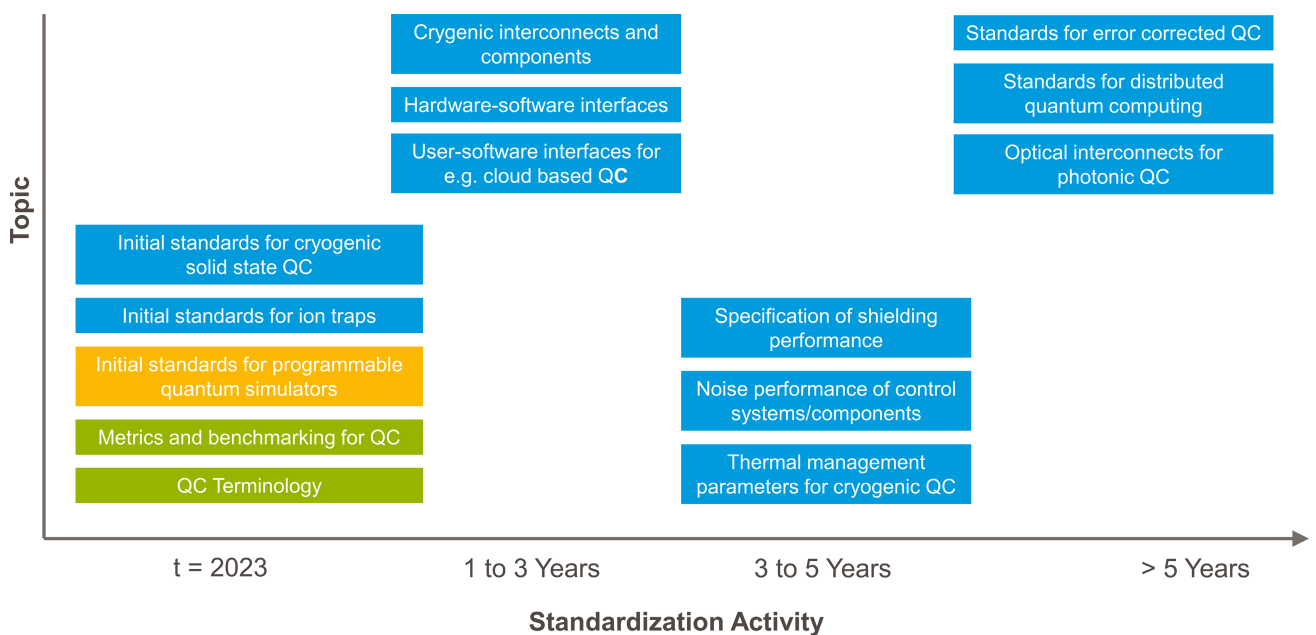 Topic
Initial standards for cryogenic
solid state QC
Initial standards for ion traps
Initial standards for programmable
quantum simulators
Metrics and benchmarking for QC
QC Terminology
Crygenic interconnects and
components
Hardware-software interfaces
User-software interfaces for
e.g. cloud based QC
Specification of shielding
performance
Noise performance of control
systems/components
Thermal management
parameters for cryogenic QC
Standards for error corrected QC
Standards for distributed
quantum computing
Optical interconnects for
photonic QC
t = 2023
1 to 3 Years
3 to 5 Years
> 5 Years
Standardization Activity